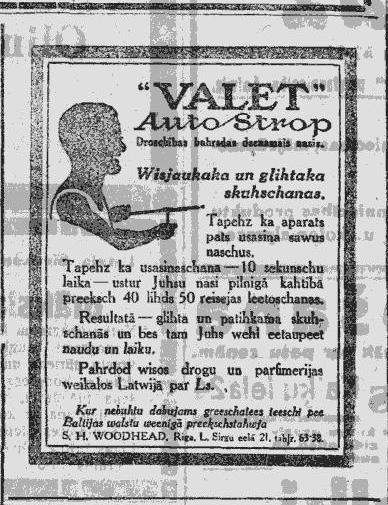 "VALET"
Auto Strop
Droschibas bahrdas dsenamais nasis.
Wisjaukaka un glihtaka
skuhschanas.
Tapehz ka aparats
pats usasina sawus
naschus.
Tapehz ka usasinaschana — 10 sekunschu
laika — ustur Juhsu nasi pilnigā kahtibā
preeksch 40 lihds 50 reisejas leetoschanas.
Resultatā — glihta un patihkama skuh-
schanās un bes tam Juhs wehl eetaupeet
naudu un laiku.
Pahrdod wisos drogu un parfimerijas
weikalos Latwijā par Ls.
Kur nebuhtu dabujams greeschatees teeschi pee
Baltijas walstu weenigā preekschstahwja
S. H. WOODHEAD, Riga, L. Sirgu eelā 21, tahlr. 63-38.